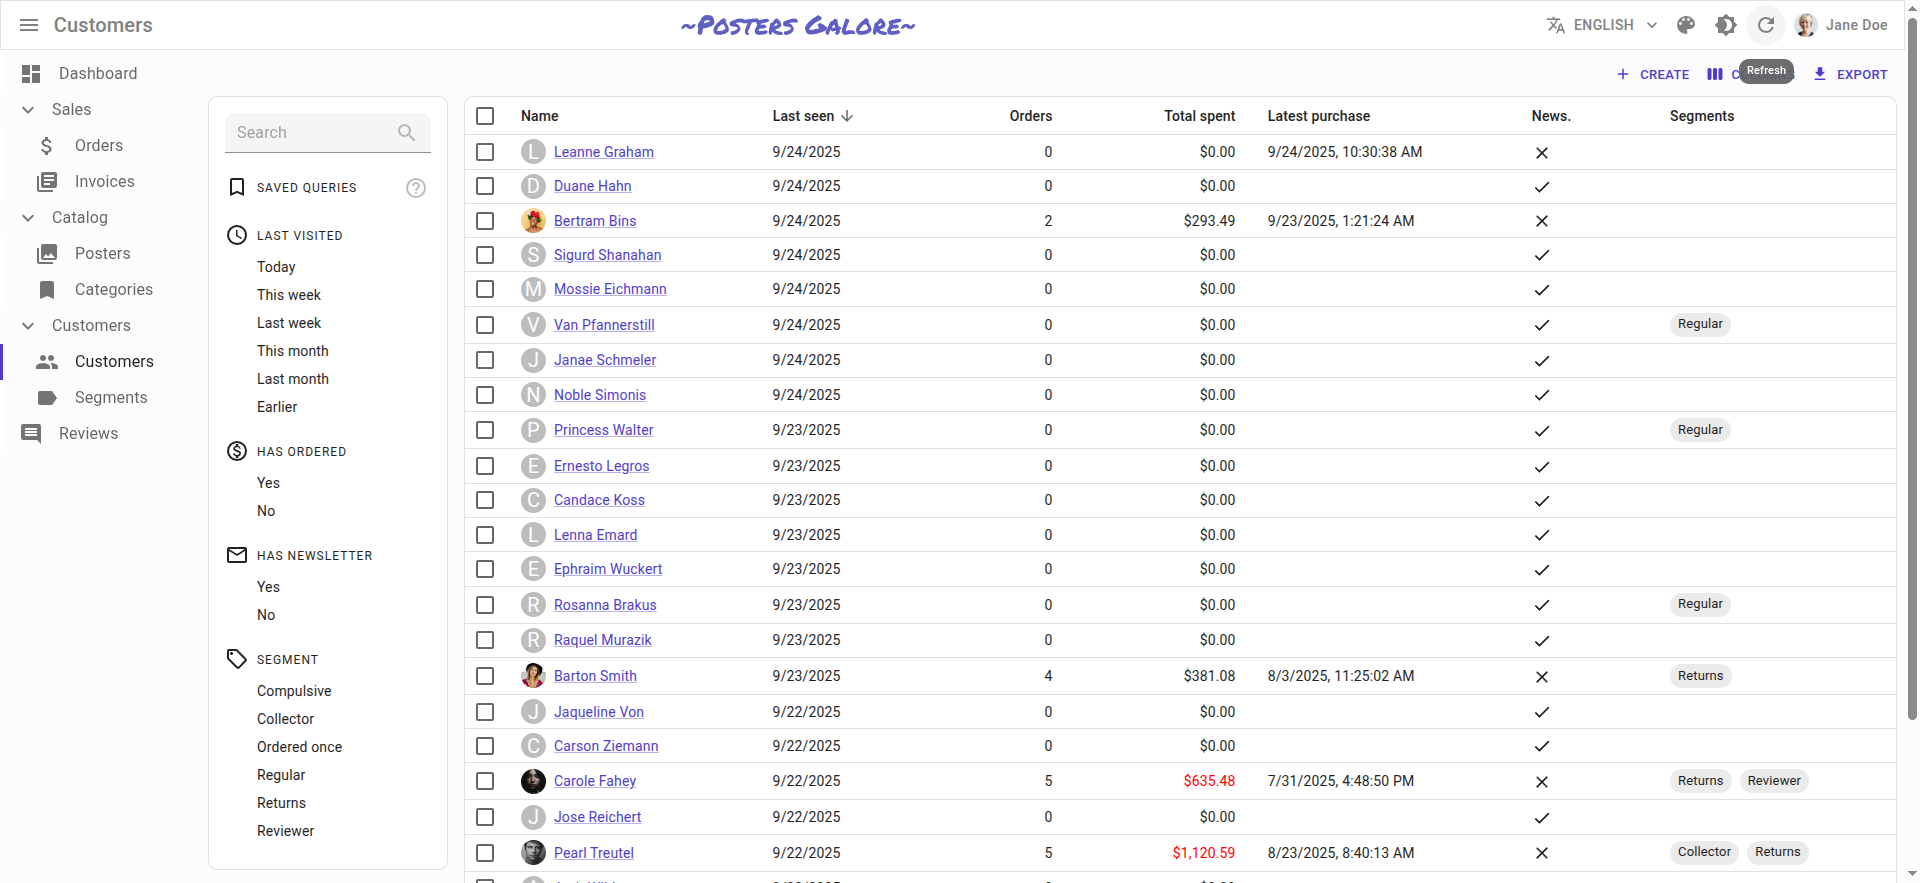 Customers
~Posters Galore~
ENGLISH
Jane Doe
Dashboard
Sales
Orders
Invoices
Catalog
Posters
Categories
Customers
Customers
Segments
Reviews
CREATE
Refresh
EXPORT
Search
SAVED QUERIES
?
LAST VISITED
Today
This week
Last week
This month
Last month
Earlier
HAS ORDERED
Yes
No
HAS NEWSLETTER
Yes
No
SEGMENT
Compulsive
Collector
Ordered once
Regular
Returns
Reviewer
Name Last seen Orders Total spent Latest purchase News. Segments
L Leanne Graham 9/24/2025 0 $0.00 9/24/2025, 10:30:38 AM
D Duane Hahn 9/24/2025 0 $0.00
Bertram Bins 9/24/2025 2 $293.49 9/23/2025, 1:21:24 AM
S Sigurd Shanahan 9/24/2025 0 $0.00
M Mossie Eichmann 9/24/2025 0 $0.00
V Van Pfannerstill 9/24/2025 0 $0.00 Regular
J Janae Schmeler 9/24/2025 0 $0.00
N Noble Simonis 9/24/2025 0 $0.00
P Princess Walter 9/23/2025 0 $0.00 Regular
E Ernesto Legros 9/23/2025 0 $0.00
C Candace Koss 9/23/2025 0 $0.00
L Lenna Emard 9/23/2025 0 $0.00
E Ephraim Wuckert 9/23/2025 0 $0.00
R Rosanna Brakus 9/23/2025 0 $0.00 Regular
R Raquel Murazik 9/23/2025 0 $0.00
Barton Smith 9/23/2025 4 $381.08 8/3/2025, 11:25:02 AM Returns
J Jaqueline Von 9/22/2025 0 $0.00
C Carson Ziemann 9/22/2025 0 $0.00
Carole Fahey 9/22/2025 5 $635.48 7/31/2025, 4:48:50 PM Returns Reviewer
J Jose Reichert 9/22/2025 0 $0.00
Pearl Treutel 9/22/2025 5 $1,120.59 8/23/2025, 8:40:13 AM Collector Returns